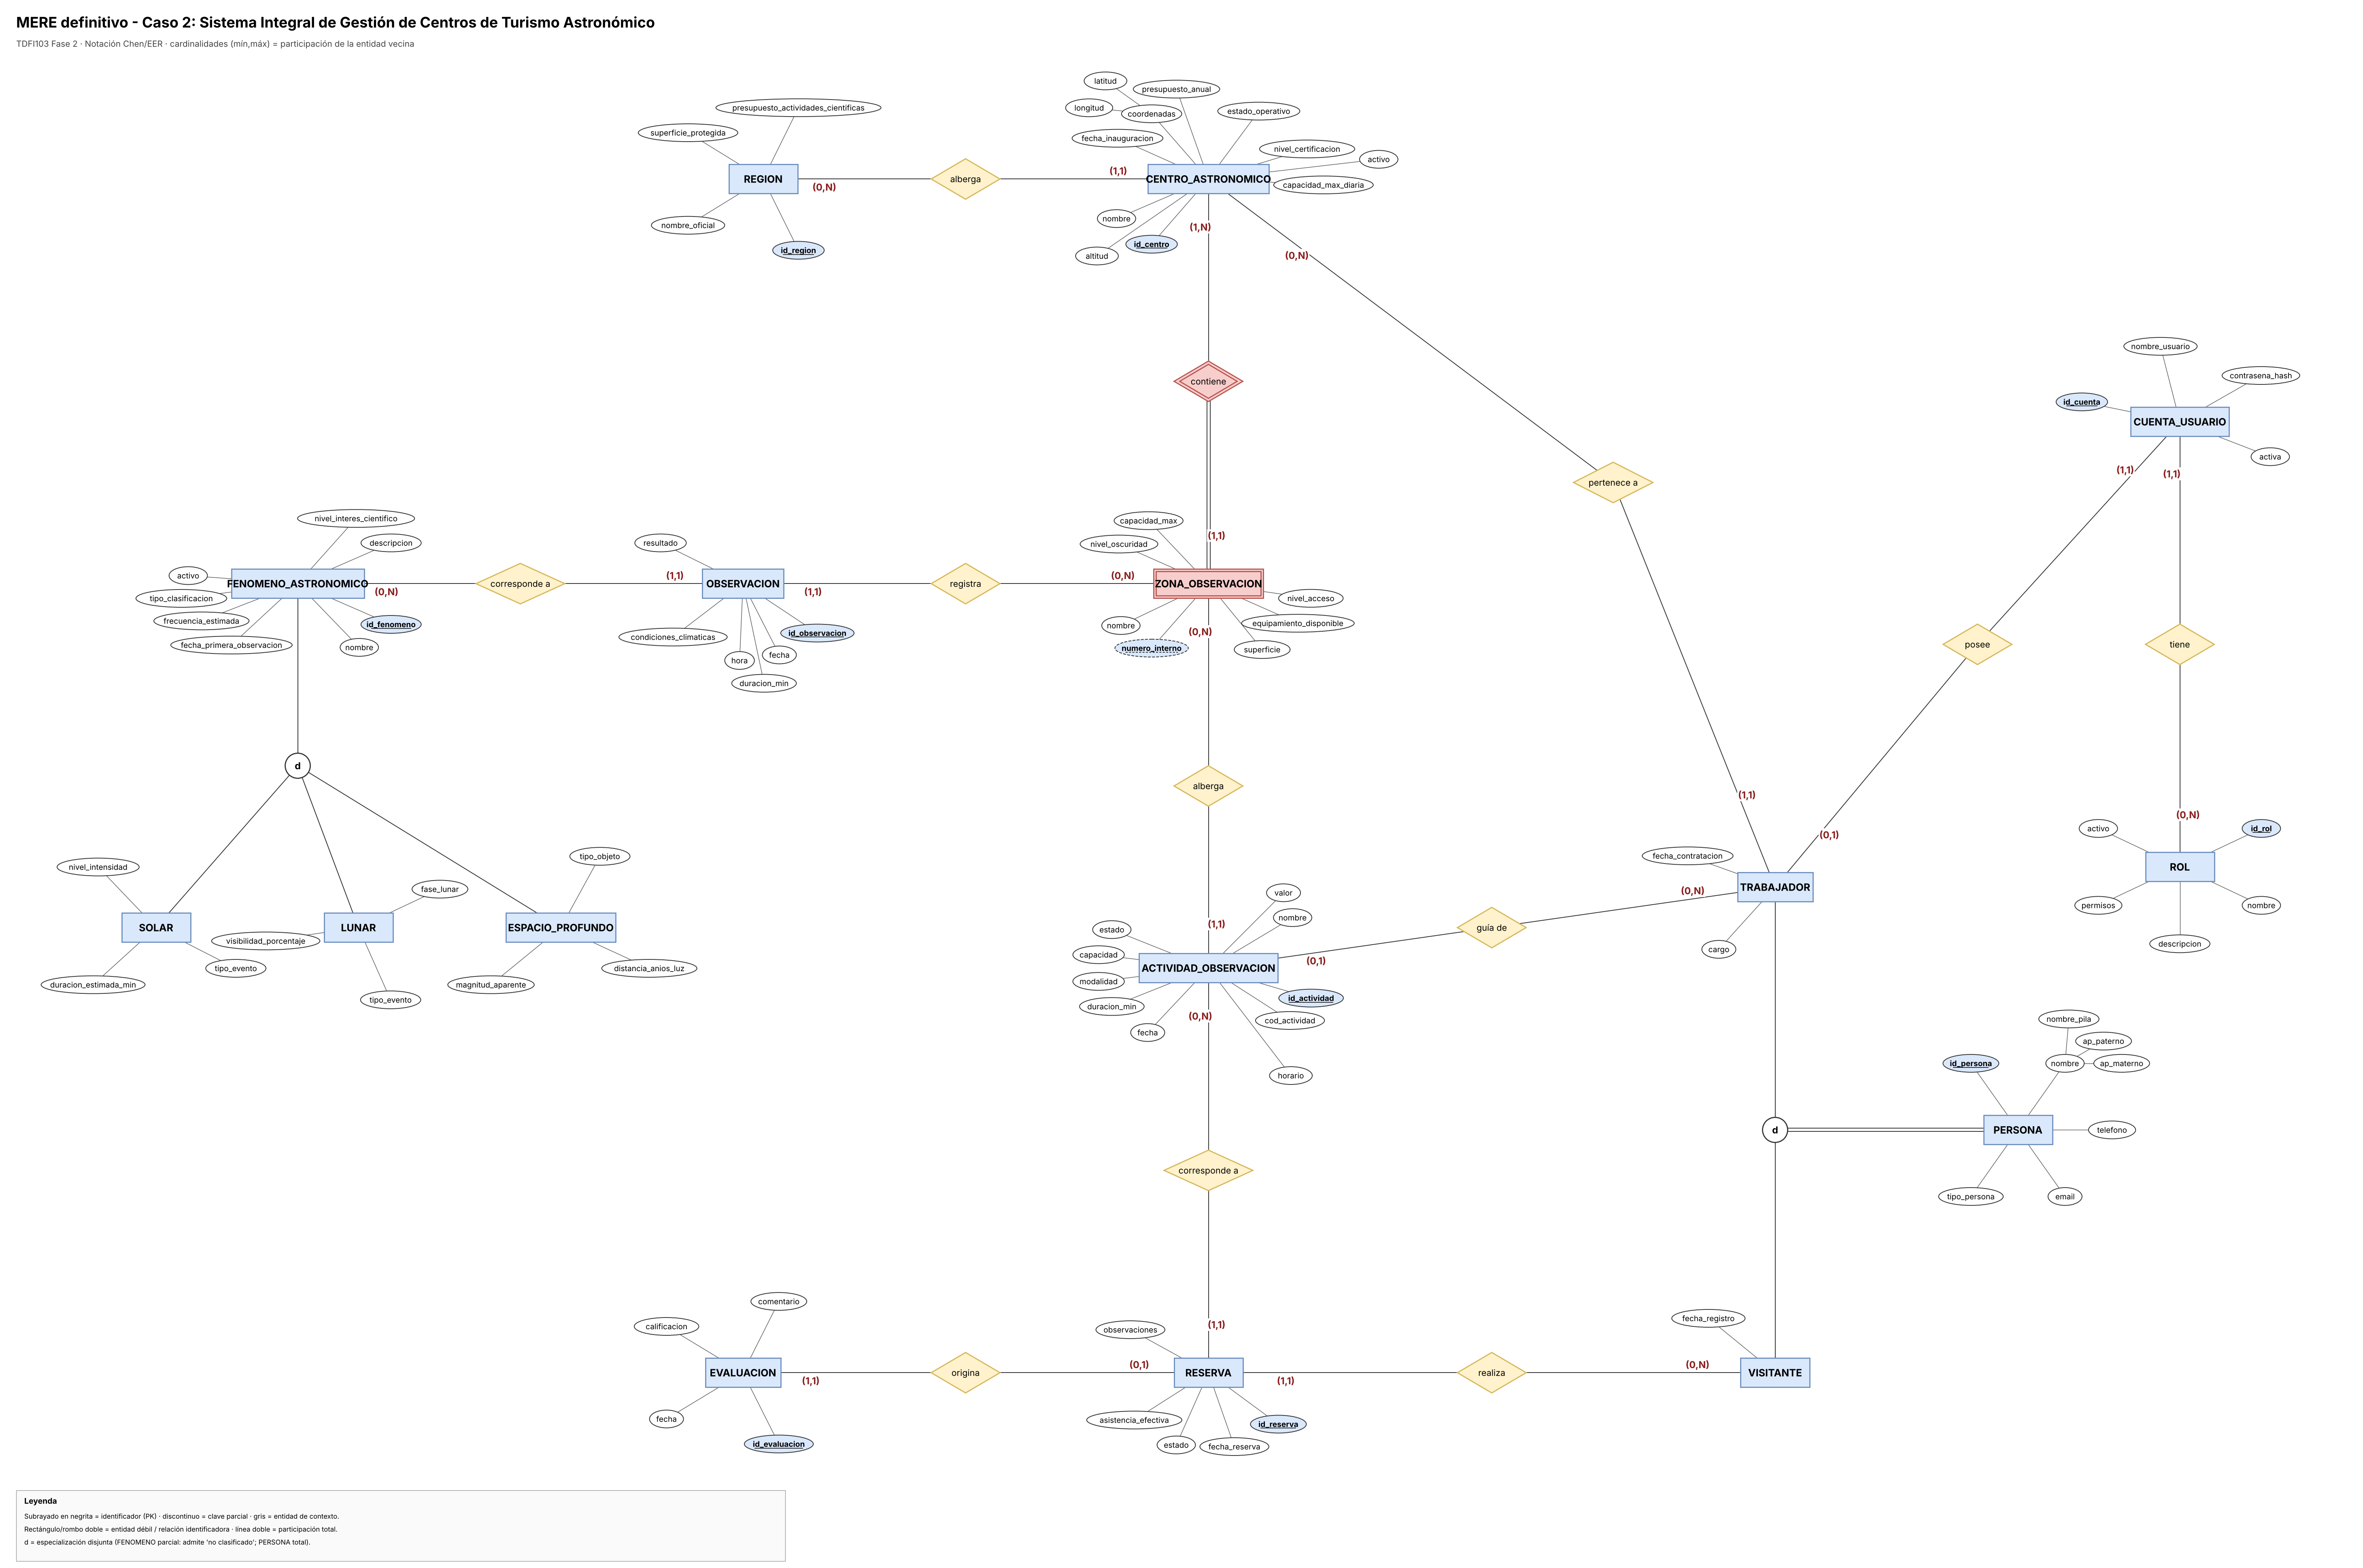 MERE definitivo - Caso 2: Sistema Integral de Gestión de Centros de Turismo Astronómico
TDFI103 Fase 2 · Notación Chen/EER · cardinalidades (mín,máx) = participación de la entidad vecina
latitud
presupuesto_anual
longitud
coordenadas
estado_operativo
presupuesto_actividades_cientificas
superficie_protegida
fecha_inauguracion
nivel_certificacion
activo
REGION
(0,N)
alberga
(1,1)
CENTRO_ASTRONOMICO
capacidad_max_diaria
nombre_oficial
id_region
nombre
id_centro
altitud
(1,N)
(0,N)
contiene
nombre_usuario
contrasena_hash
id_cuenta
CUENTA_USUARIO
activa
(1,1)
(1,1)
pertenece a
nivel_interes_cientifico
descripcion
activo
FENOMENO_ASTRONOMICO
tipo_clasificacion
frecuencia_estimada
fecha_primera_observacion
nombre
id_fenomeno
(0,N)
corresponde a
(1,1)
resultado
OBSERVACION
(1,1)
condiciones_climaticas
hora
fecha
duracion_min
id_observacion
registra
(0,N)
capacidad_max
nivel_oscuridad
(1,1)
ZONA_OBSERVACION
nivel_acceso
equipamiento_disponible
nombre
(0,N)
numero_interno
superficie
posee
tiene
d
alberga
(1,1)
(0,1)
(0,N)
nivel_intensidad
SOLAR
duracion_estimada_min
tipo_evento
fase_lunar
LUNAR
visibilidad_porcentaje
tipo_evento
tipo_objeto
ESPACIO_PROFUNDO
magnitud_aparente
distancia_anios_luz
valor
nombre
(1,1)
estado
capacidad
ACTIVIDAD_OBSERVACION
modalidad
duracion_min
fecha
(0,N)
id_actividad
cod_actividad
horario
(0,1)
guía de
(0,N)
fecha_contratacion
TRABAJADOR
cargo
activo
id_rol
ROL
permisos
nombre
descripcion
nombre_pila
ap_paterno
nombre
ap_materno
id_persona
d
PERSONA
telefono
tipo_persona
email
corresponde a
comentario
calificacion
EVALUACION
(1,1)
fecha
id_evaluacion
origina
(0,1)
observaciones
(1,1)
RESERVA
(1,1)
asistencia_efectiva
estado
fecha_reserva
id_reserva
realiza
(0,N)
fecha_registro
VISITANTE
Leyenda
Subrayado en negrita = identificador (PK) · discontinuo = clave parcial · gris = entidad de contexto.
Rectángulo/rombo doble = entidad débil / relación identificadora · línea doble = participación total.
d = especialización disjunta (FENOMENO parcial: admite 'no clasificado'; PERSONA total).